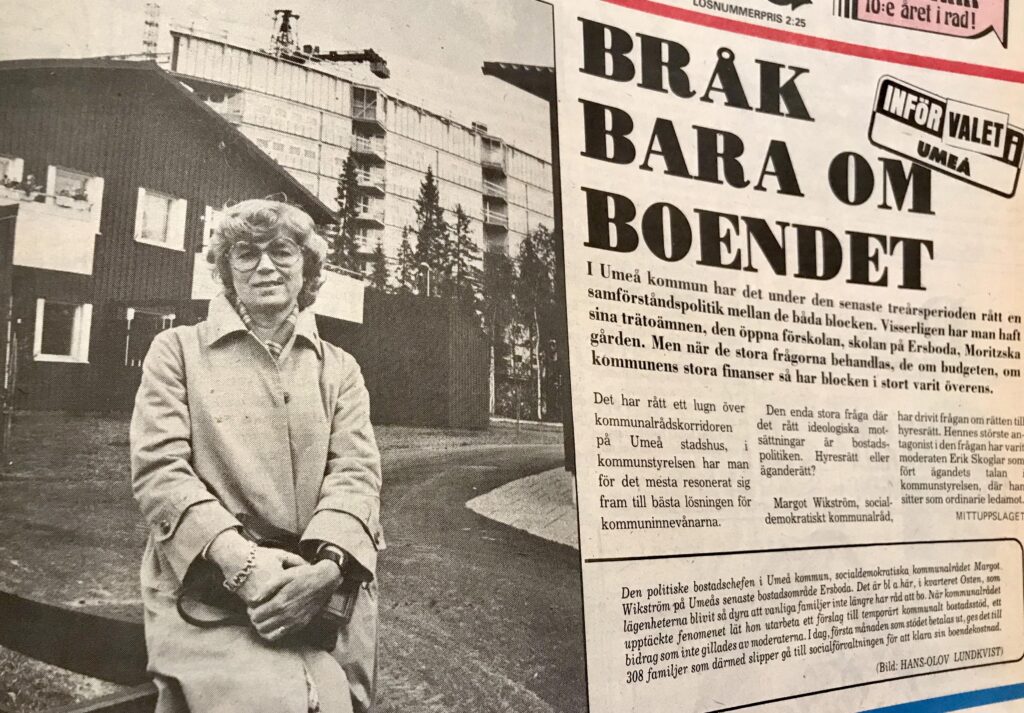 LÖSNUMMERPRIS 2:25
10:e året i rad!
BRÅK
BARA OM
BOENDET
INFÖR VALET i
UMEÅ
I Umeå kommun har det under den senaste treårsperioden rått en
samförståndspolitik mellan de båda blocken. Visserligen har man haft
sina trätoämnen, den öppna förskolan, skolan på Ersboda, Moritzska
gården. Men när de stora frågorna behandlas, de om budgeten, om
kommunens stora finanser så har blocken i stort varit överens.
Det har rått ett lugn över
kommunalrådskorridoren
på Umeå stadshus, i
kommunstyrelsen har man
för det mesta resonerat sig
fram till bästa lösningen för
kommuninnevånarna.
Den enda stora fråga där
det rått ideologiska mot-
sättningar är bostads-
politiken. Hyresrätt eller
äganderätt?
Margot Wikström, social-
demokratiskt kommunalråd,
har drivit frågan om rätten till
hyresrätt. Hennes störste an-
tagonist i den frågan har varit
moderaten Erik Skoglar som
fört ägandets talan i
kommunstyrelsen, där han
sitter som ordinarie ledamot.
MITTUPPSLAGET
Den politiske bostadschefen i Umeå kommun, socialdemokratiska kommunalrådet Margot
Wikström på Umeås senaste bostadsområde Ersboda. Det är bl a här, i kvarteret Osten, som
lägenheterna blivit så dyra att vanliga familjer inte längre har råd att bo. När kommunalrådet
upptäckte fenomenet lät hon utarbeta ett förslag till temporärt kommunalt bostadsstöd, ett
bidrag som inte gillades av moderaterna. I dag, första månaden som stödet betalas ut, ges det till
308 familjer som därmed slipper gå till socialförvaltningen för att klara sin boendekostnad.
(Bild: HANS-OLOV LUNDKVIST)